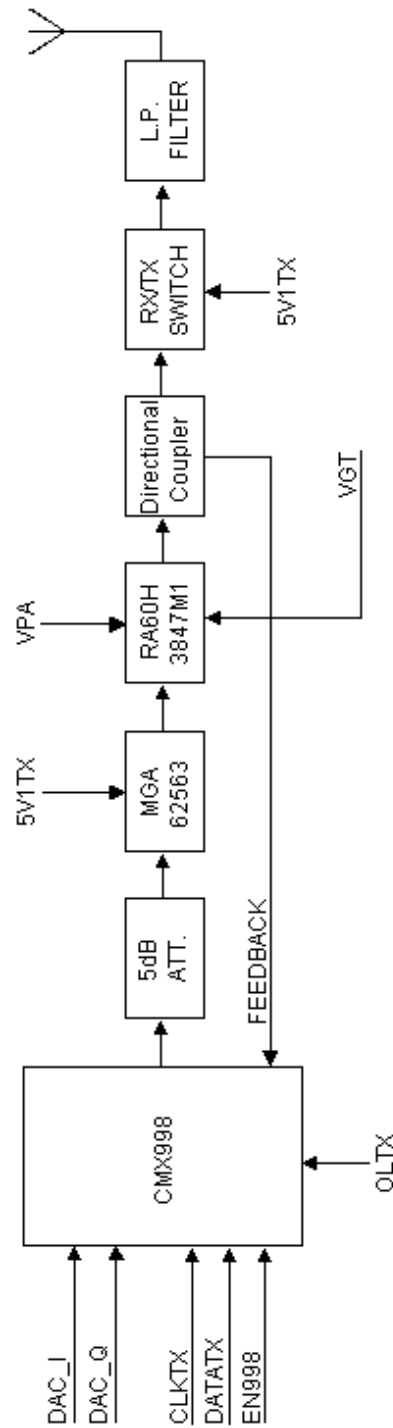 DAC_I
DAC_Q
CLKTX
DATATX
EN998
CMX998
OLTX
FEEDBACK
5dB
ATT.
5V1TX
MGA
62563
VPA
RA60H
3847M1
VGT
Directional
Coupler
RX/TX
SWITCH
5V1TX
L.P.
FILTER